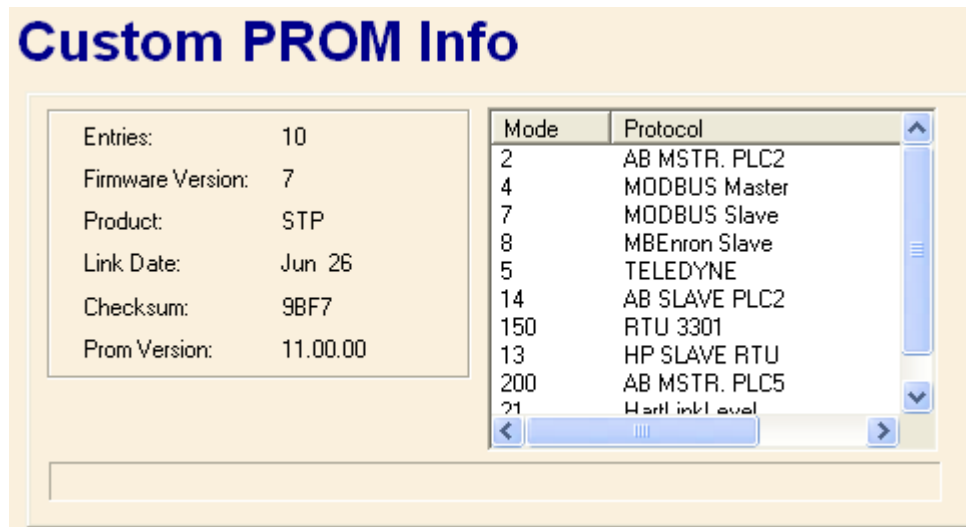 Custom PROM Info
Entries: 10
Firmware Version: 7
Product: STP
Link Date: Jun 26
Checksum: 9BF7
Prom Version: 11.00.00
Mode Protocol
2 AB MSTR. PLC2
4 MODBUS Master
7 MODBUS Slave
8 MBEnron Slave
5 TELEDYNE
14 AB SLAVE PLC2
150 RTU 3301
13 HP SLAVE RTU
200 AB MSTR. PLC5
21 HartLinkLevel